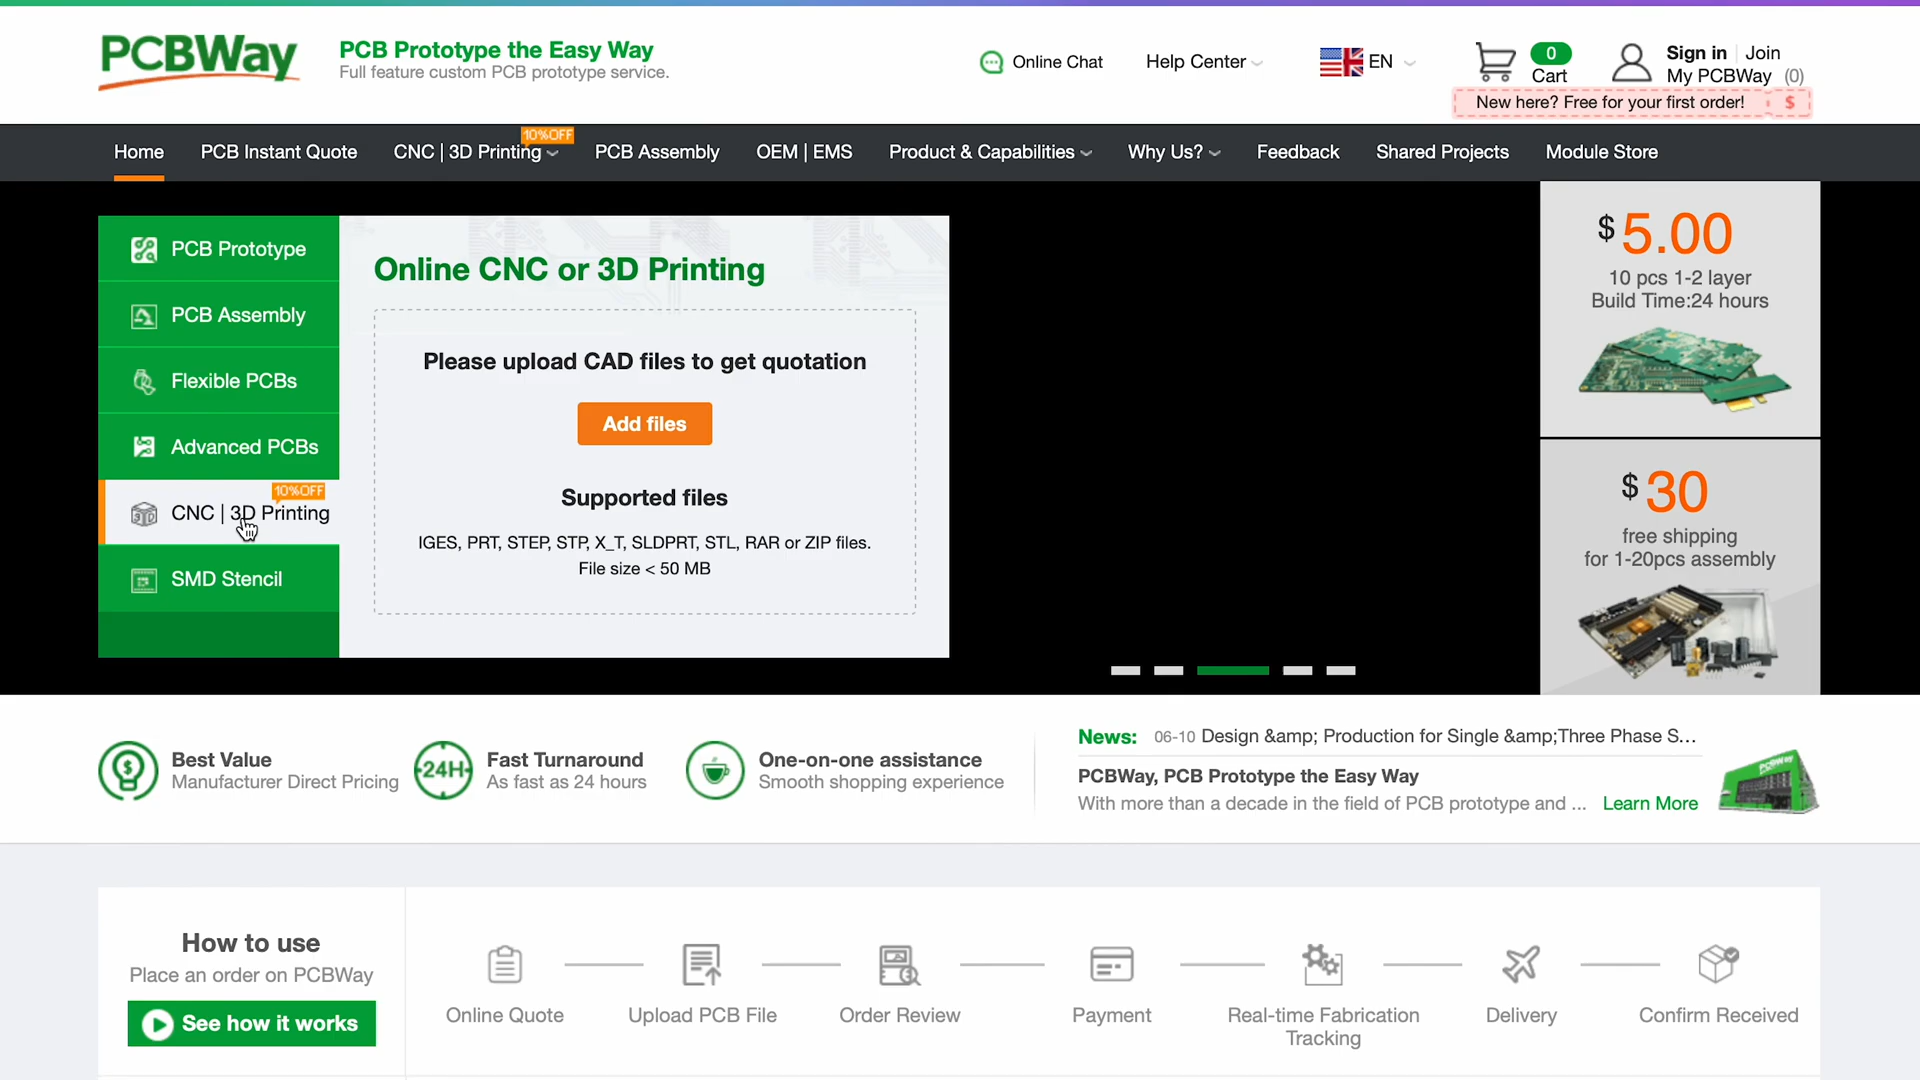 PCBWay
PCB Prototype the Easy Way
Full feature custom PCB prototype service.
Online Chat
Help Center
EN
0
Cart
Sign in | Join
My PCBWay (0)
New here? Free for your first order! $
10%OFF
Home
PCB Instant Quote
CNC | 3D Printing
PCB Assembly
OEM | EMS
Product & Capabilities
Why Us?
Feedback
Shared Projects
Module Store
PCB Prototype
PCB Assembly
Flexible PCBs
Advanced PCBs
10%OFF
CNC | 3D Printing
SMD Stencil
Online CNC or 3D Printing
Please upload CAD files to get quotation
Add files
Supported files
IGES, PRT, STEP, STP, X_T, SLDPRT, STL, RAR or ZIP files.
File size < 50 MB
$5.00
10 pcs 1-2 layer
Build Time:24 hours
$30
free shipping
for 1-20pcs assembly
Best Value
Manufacturer Direct Pricing
24H
Fast Turnaround
As fast as 24 hours
One-on-one assistance
Smooth shopping experience
News: 06-10 Design &amp; Production for Single &amp;Three Phase S...
PCBWay, PCB Prototype the Easy Way
With more than a decade in the field of PCB prototype and ... Learn More
PCBWay
How to use
Place an order on PCBWay
See how it works
Online Quote
Upload PCB File
Order Review
Payment
Real-time Fabrication
Tracking
Delivery
Confirm Received